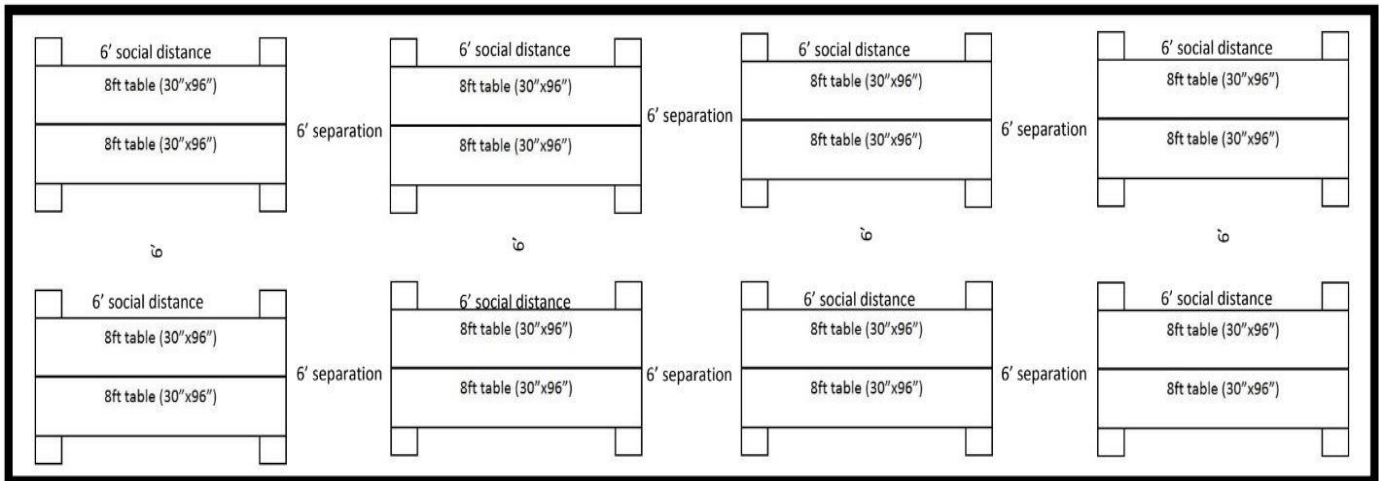 6' social distance
8ft table (30"x96")
8ft table (30"x96")
6' separation
6' social distance
8ft table (30"x96")
8ft table (30"x96")
6' separation
6' social distance
8ft table (30"x96")
8ft table (30"x96")
6' separation
6' social distance
8ft table (30"x96")
8ft table (30"x96")
6'
6'
6'
6'
6' social distance
8ft table (30"x96")
8ft table (30"x96")
6' separation
6' social distance
8ft table (30"x96")
8ft table (30"x96")
6' separation
6' social distance
8ft table (30"x96")
8ft table (30"x96")
6' separation
6' social distance
8ft table (30"x96")
8ft table (30"x96")